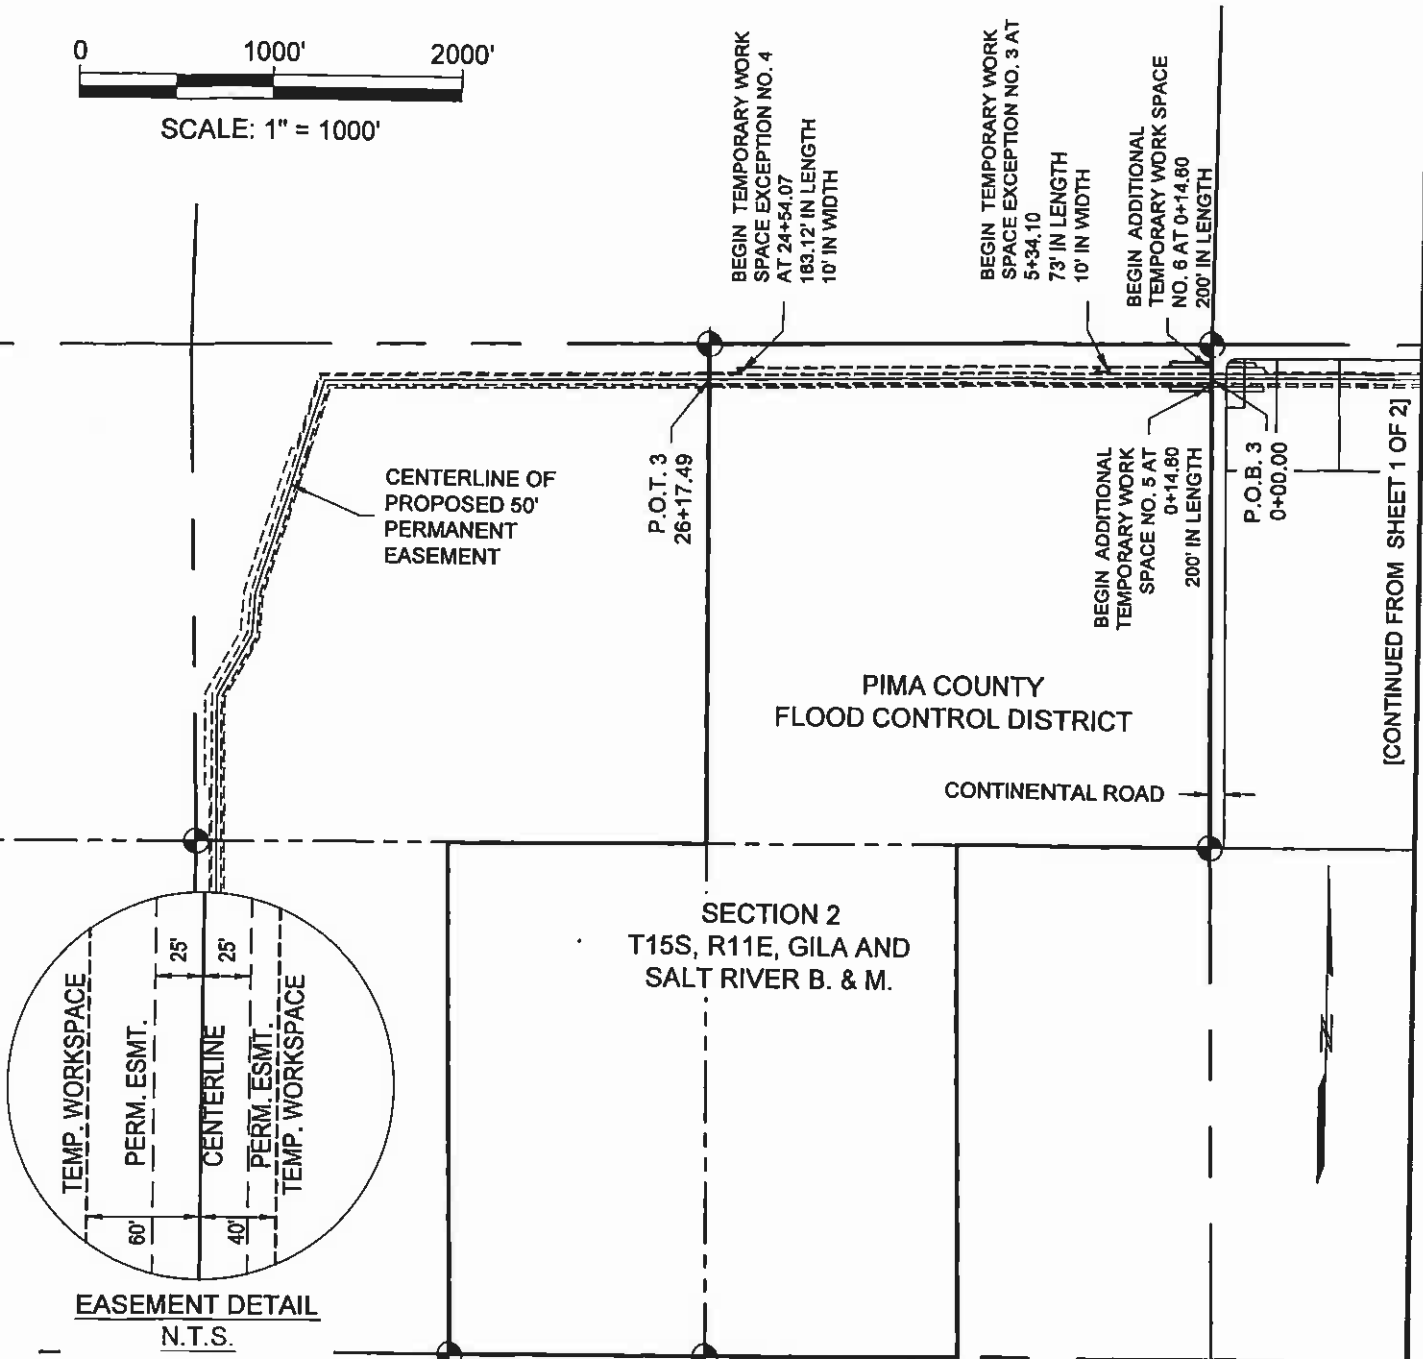 0 1000' 2000'
SCALE: 1" = 1000'
BEGIN TEMPORARY WORK
SPACE EXCEPTION NO. 4
AT 24+54.07
163.12' IN LENGTH
10' IN WIDTH
BEGIN TEMPORARY WORK
SPACE EXCEPTION NO. 3 AT
5+34.10
73' IN LENGTH
10' IN WIDTH
BEGIN ADDITIONAL
TEMPORARY WORK SPACE
NO. 6 AT 0+14.60
200' IN LENGTH
CENTERLINE OF
PROPOSED 50'
PERMANENT
EASEMENT
P.O.T. 3
26+17.49
BEGIN ADDITIONAL
TEMPORARY WORK
SPACE NO. 5 AT
0+14.60
200' IN LENGTH
P.O.B. 3
0+00.00
[CONTINUED FROM SHEET 1 OF 2]
PIMA COUNTY
FLOOD CONTROL DISTRICT
CONTINENTAL ROAD
SECTION 2
T15S, R11E, GILA AND
SALT RIVER B. & M.
N
25' 25'
TEMP. WORKSPACE
PERM. ESMT.
CENTERLINE
PERM. ESMT.
TEMP. WORKSPACE
60' 40'
EASEMENT DETAIL
N.T.S.